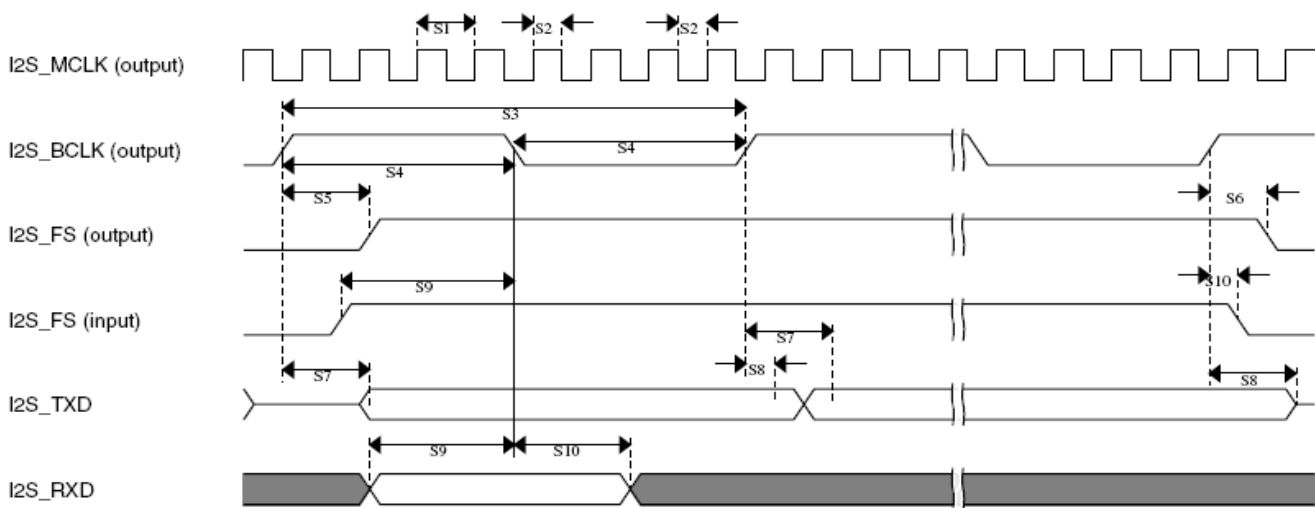 S1 S2 S2
I2S_MCLK (output)
S3
I2S_BCLK (output)
S4
S4
S5 S6
I2S_FS (output)
S9 S10
I2S_FS (input)
S7
S7 S8 S8
I2S_TXD
S9 S10
I2S_RXD